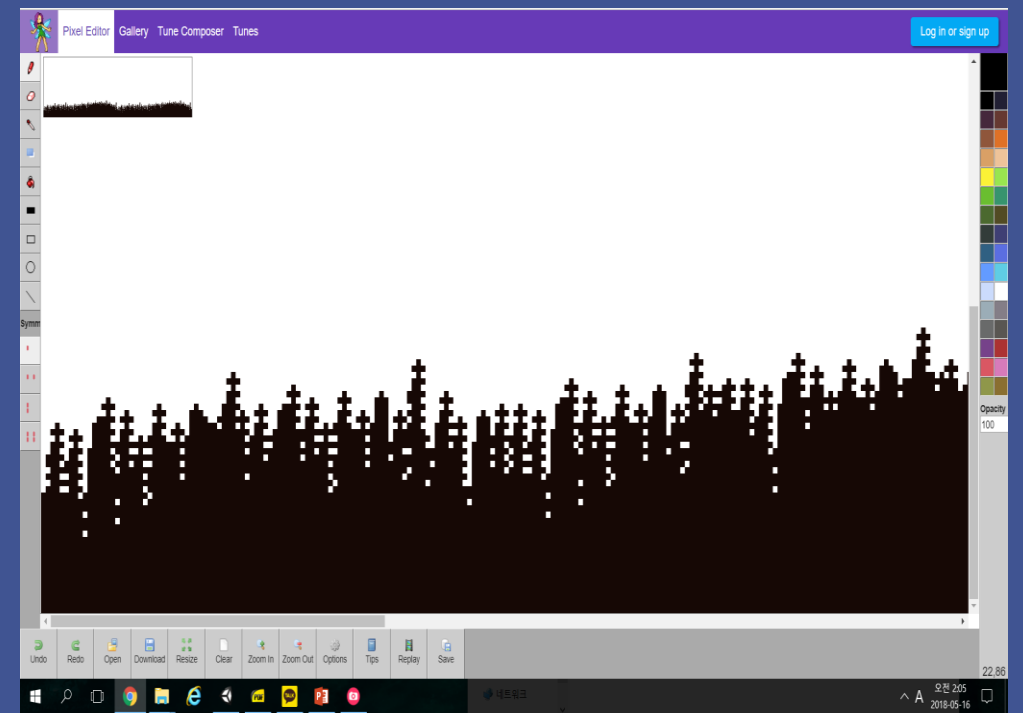 Pixel Editor Gallery Tune Composer Tunes Log in or sign up
Symm
Opacity
100
Undo Redo Open Download Resize Clear Zoom In Zoom Out Options Tips Replay Save
22,86
네트워크
A
오전 2:05
2018-05-16